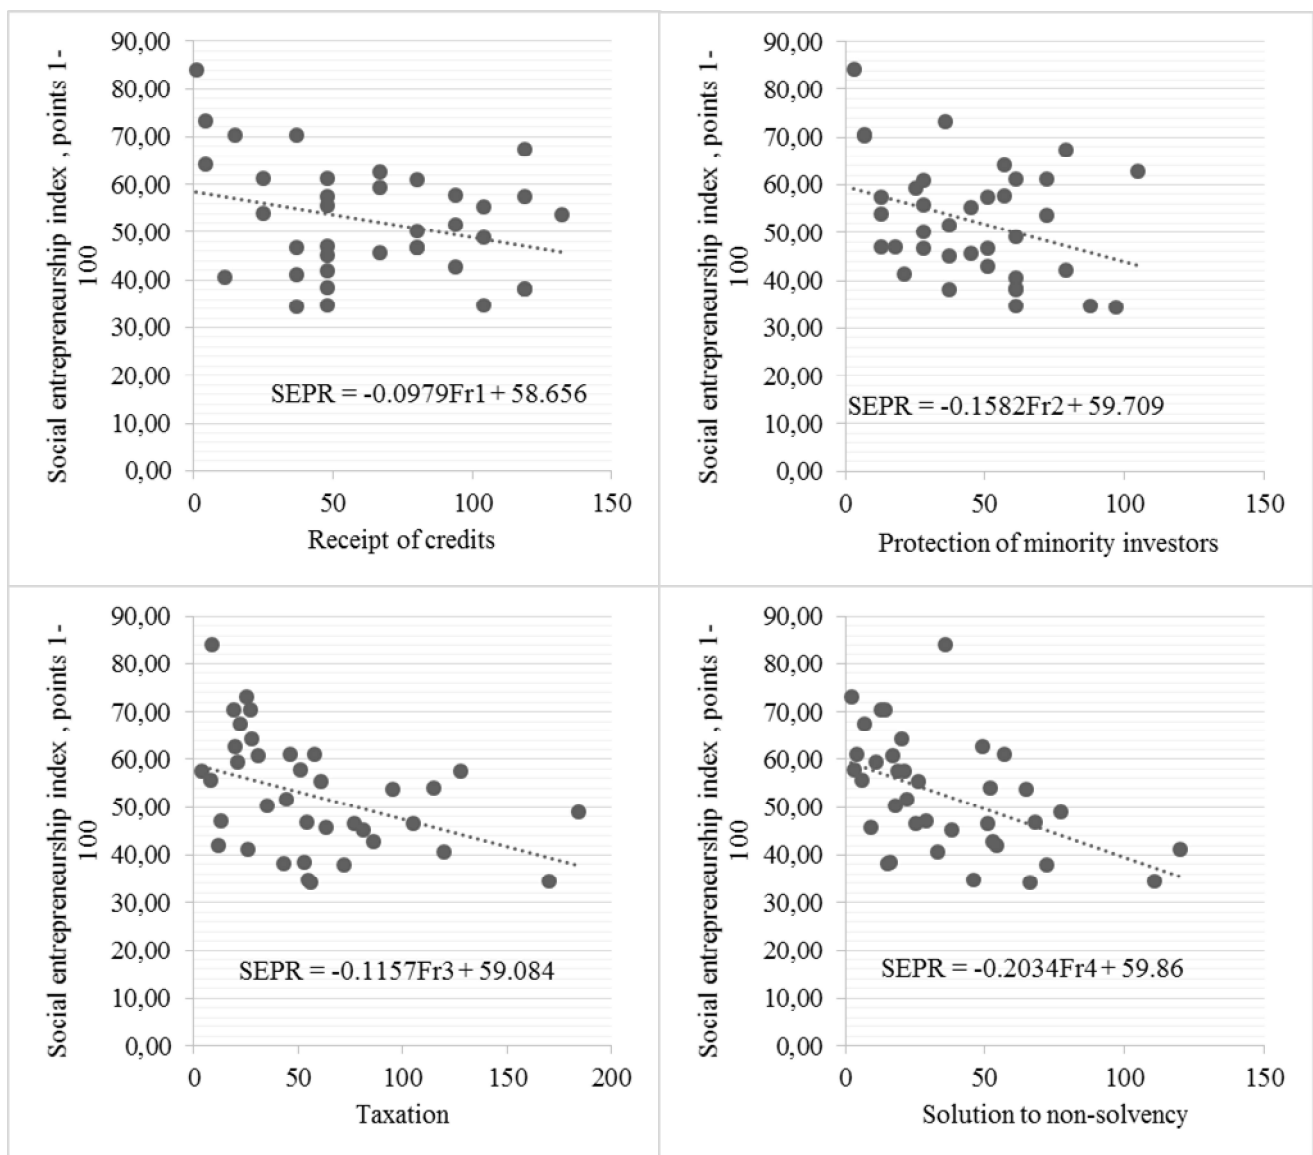 Social entrepreneurship index , points 1-
100
90,00
80,00
70,00
60,00
50,00
40,00
30,00
20,00
10,00
0,00
SEPR = -0.0979Fr1 + 58.656
0 50 100 150
Receipt of credits
Social entrepreneurship index , points 1-
100
90,00
80,00
70,00
60,00
50,00
40,00
30,00
20,00
10,00
0,00
SEPR = -0.1582Fr2 + 59.709
0 50 100 150
Protection of minority investors
Social entrepreneurship index , points 1-
100
90,00
80,00
70,00
60,00
50,00
40,00
30,00
20,00
10,00
0,00
SEPR = -0.1157Fr3 + 59.084
0 50 100 150 200
Taxation
Social entrepreneurship index , points 1-
100
90,00
80,00
70,00
60,00
50,00
40,00
30,00
20,00
10,00
0,00
SEPR = -0.2034Fr4 + 59.86
0 50 100 150
Solution to non-solvency